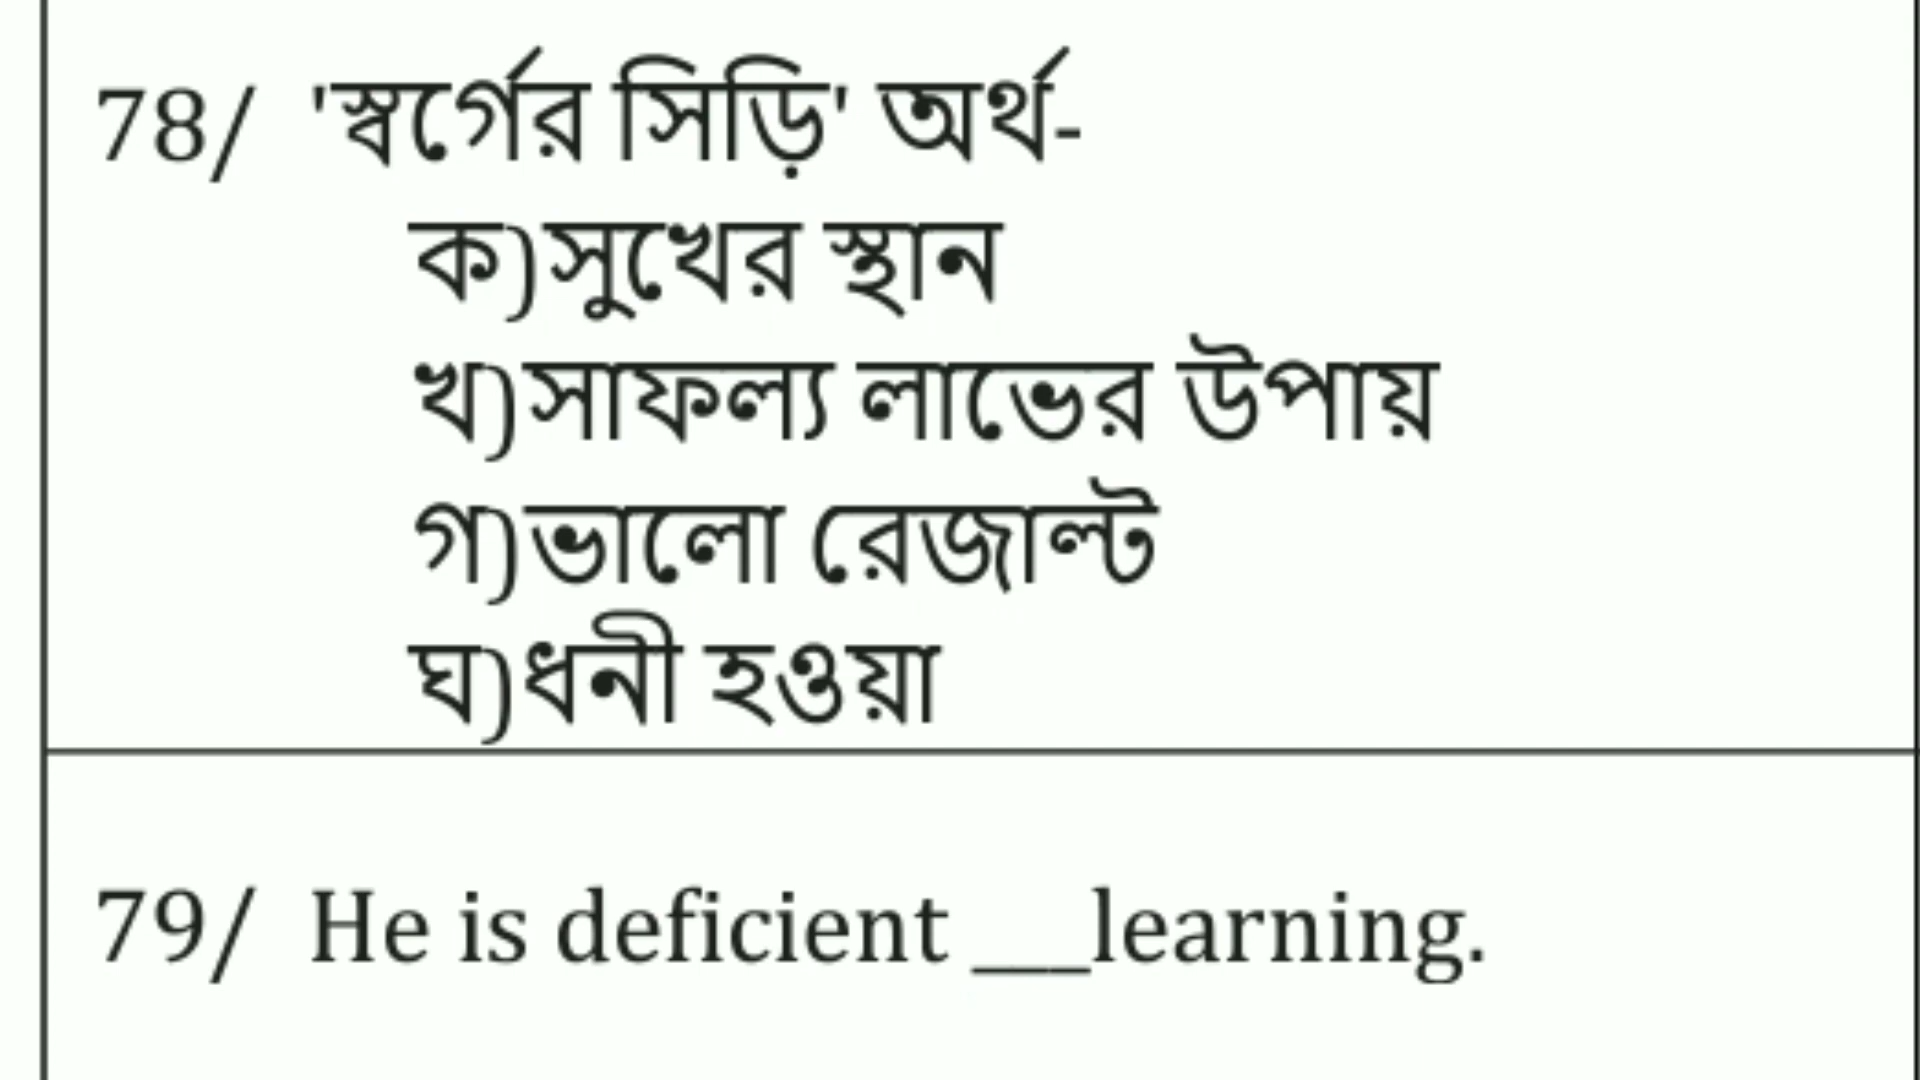 78/ 'স্বর্গের সিড়ি' অর্থ-
ক)সুখের স্থান
খ)সাফল্য লাভের উপায়
গ)ভালো রেজাল্ট
ঘ)ধনী হওয়া
79/ He is deficient ___learning.